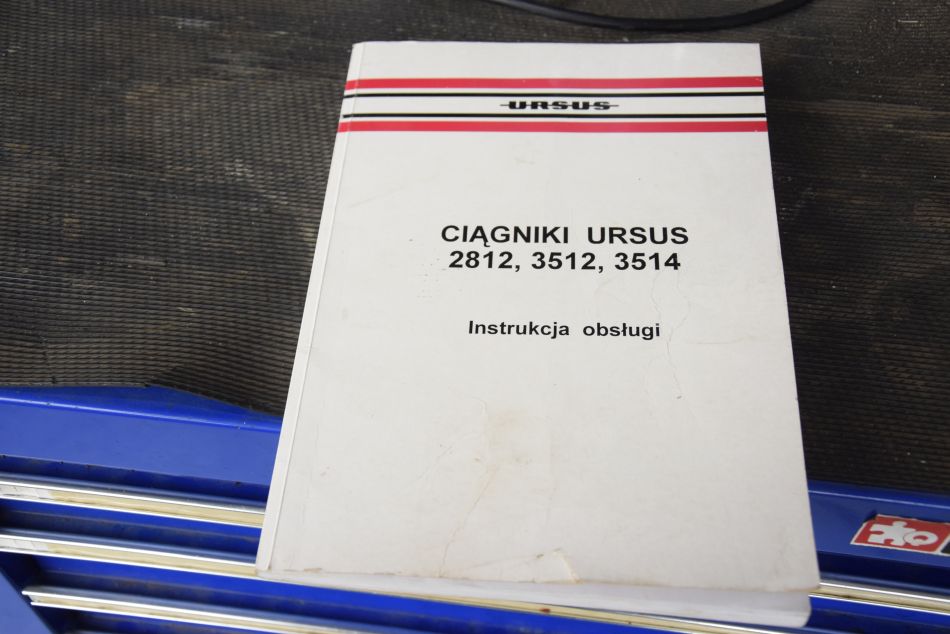 URSUS
CIĄGNIKI URSUS
2812, 3512, 3514
Instrukcja obsługi